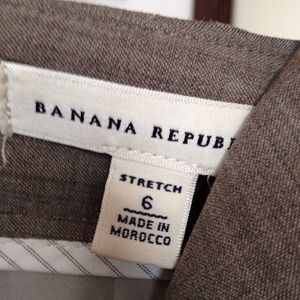 BANANA REPUBL
STRETCH
6
MADE IN
MOROCCO